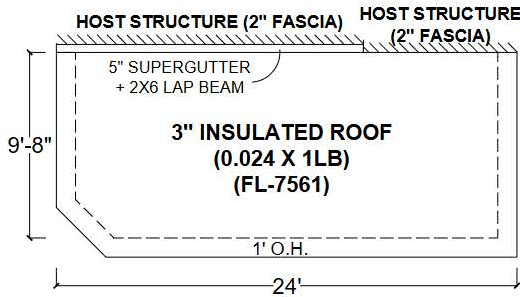 HOST STRUCTURE (2" FASCIA)
HOST STRUCTURE
(2" FASCIA)
5" SUPERGUTTER
+ 2X6 LAP BEAM
9'-8"
3" INSULATED ROOF
(0.024 X 1LB)
(FL-7561)
1' O.H.
24'